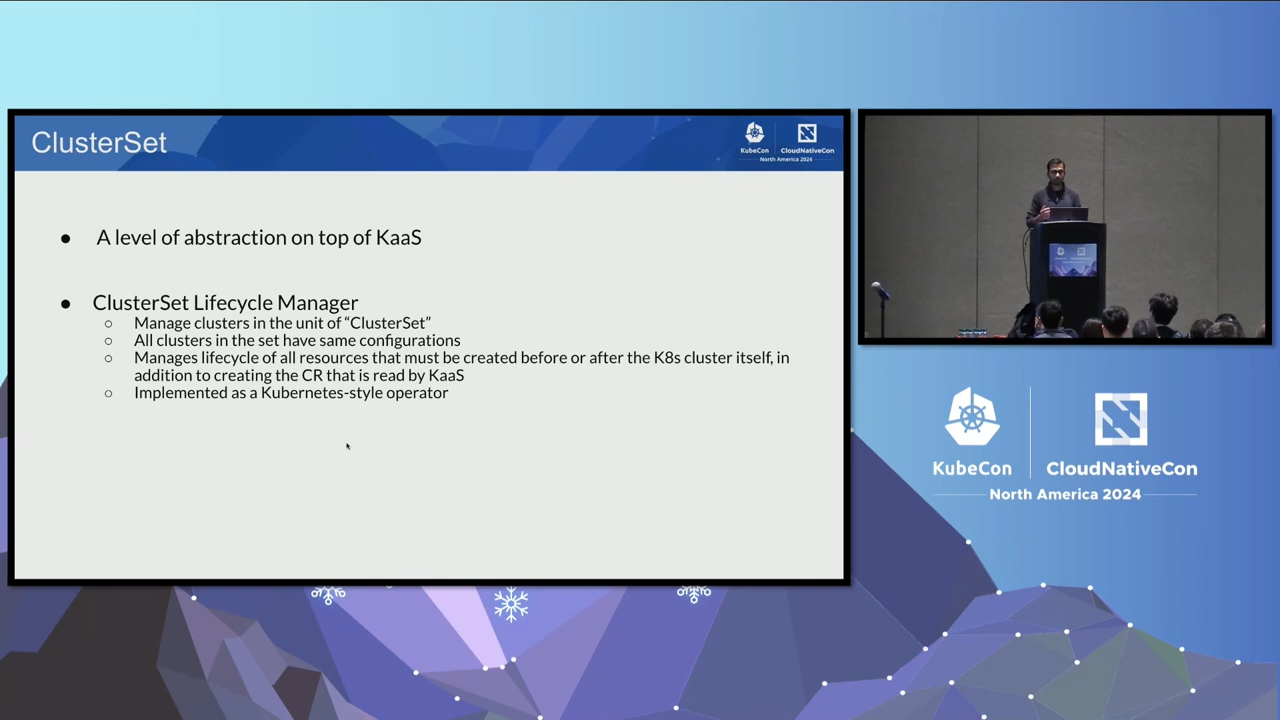 ClusterSet
KubeCon
CloudNativeCon
North America 2024
● A level of abstraction on top of KaaS
● ClusterSet Lifecycle Manager
○ Manage clusters in the unit of “ClusterSet”
○ All clusters in the set have same configurations
○ Manages lifecycle of all resources that must be created before or after the K8s cluster itself, in
addition to creating the CR that is read by KaaS
○ Implemented as a Kubernetes-style operator
KubeCon
CloudNativeCon
North America 2024